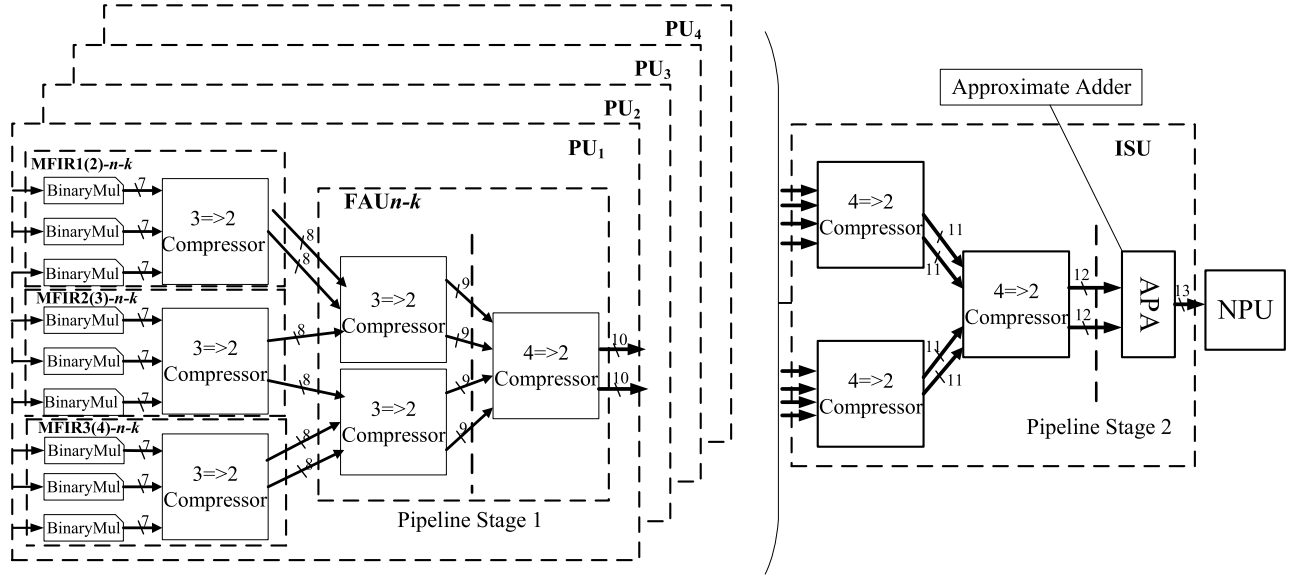 PU4
PU3
PU2
PU1
MFIR1(2)-n-k
BinaryMul 7
BinaryMul 7
BinaryMul 7
3=>2
Compressor
MFIR2(3)-n-k
BinaryMul 7
BinaryMul 7
BinaryMul 7
3=>2
Compressor
MFIR3(4)-n-k
BinaryMul 7
BinaryMul 7
BinaryMul 7
3=>2
Compressor
8
8
8
8
8
8
FAUn-k
3=>2
Compressor
3=>2
Compressor
9
9
9
9
4=>2
Compressor
10
10
Pipeline Stage 1
Approximate Adder
ISU
4=>2
Compressor
4=>2
Compressor
11
11
11
11
4=>2
Compressor
12
12
APA
13
NPU
Pipeline Stage 2